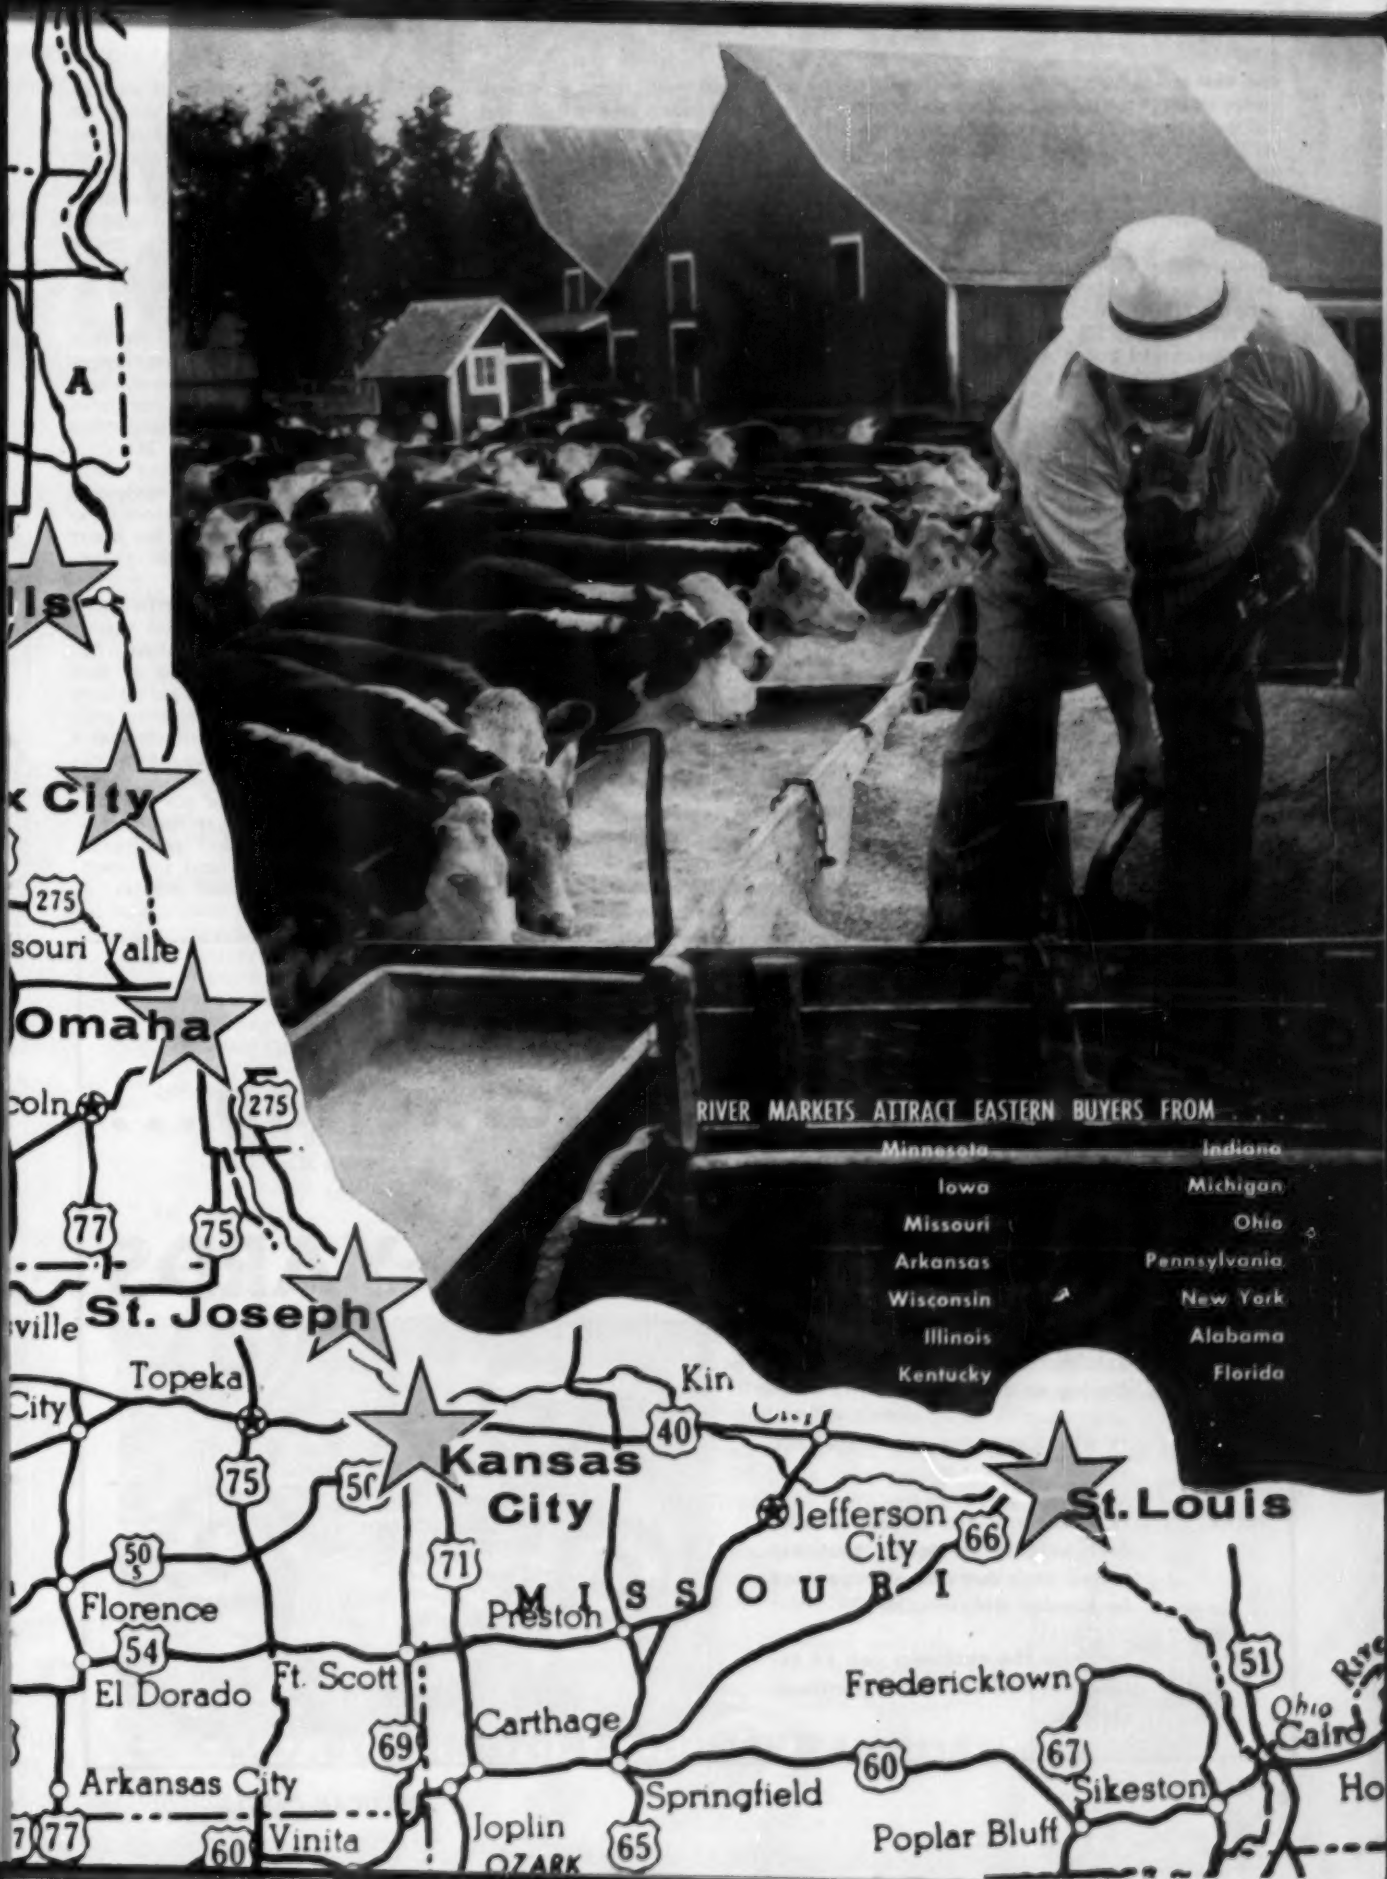 A
lls
x City
275
souri Valle
Omaha
coln
275
77
75
ville
St. Joseph
RIVER MARKETS ATTRACT EASTERN BUYERS FROM . . . .
Minnesota
Iowa
Missouri
Arkansas
Wisconsin
Illinois
Kentucky
Indiana
Michigan
Ohio
Pennsylvania
New York
Alabama
Florida
Topeka
City
Kin
40
Kansas
City
75
50
Jefferson
City
66
St. Louis
50
S
71
MISSOURI
Florence
Preston
54
El Dorado
Ft. Scott
51
River
Fredericktown
Ohio
Carthage
Cairo
69
67
60
Arkansas City
Springfield
Sikeston
Ho
7
77
60
Vinita
Joplin
OZARK
65
Poplar Bluff